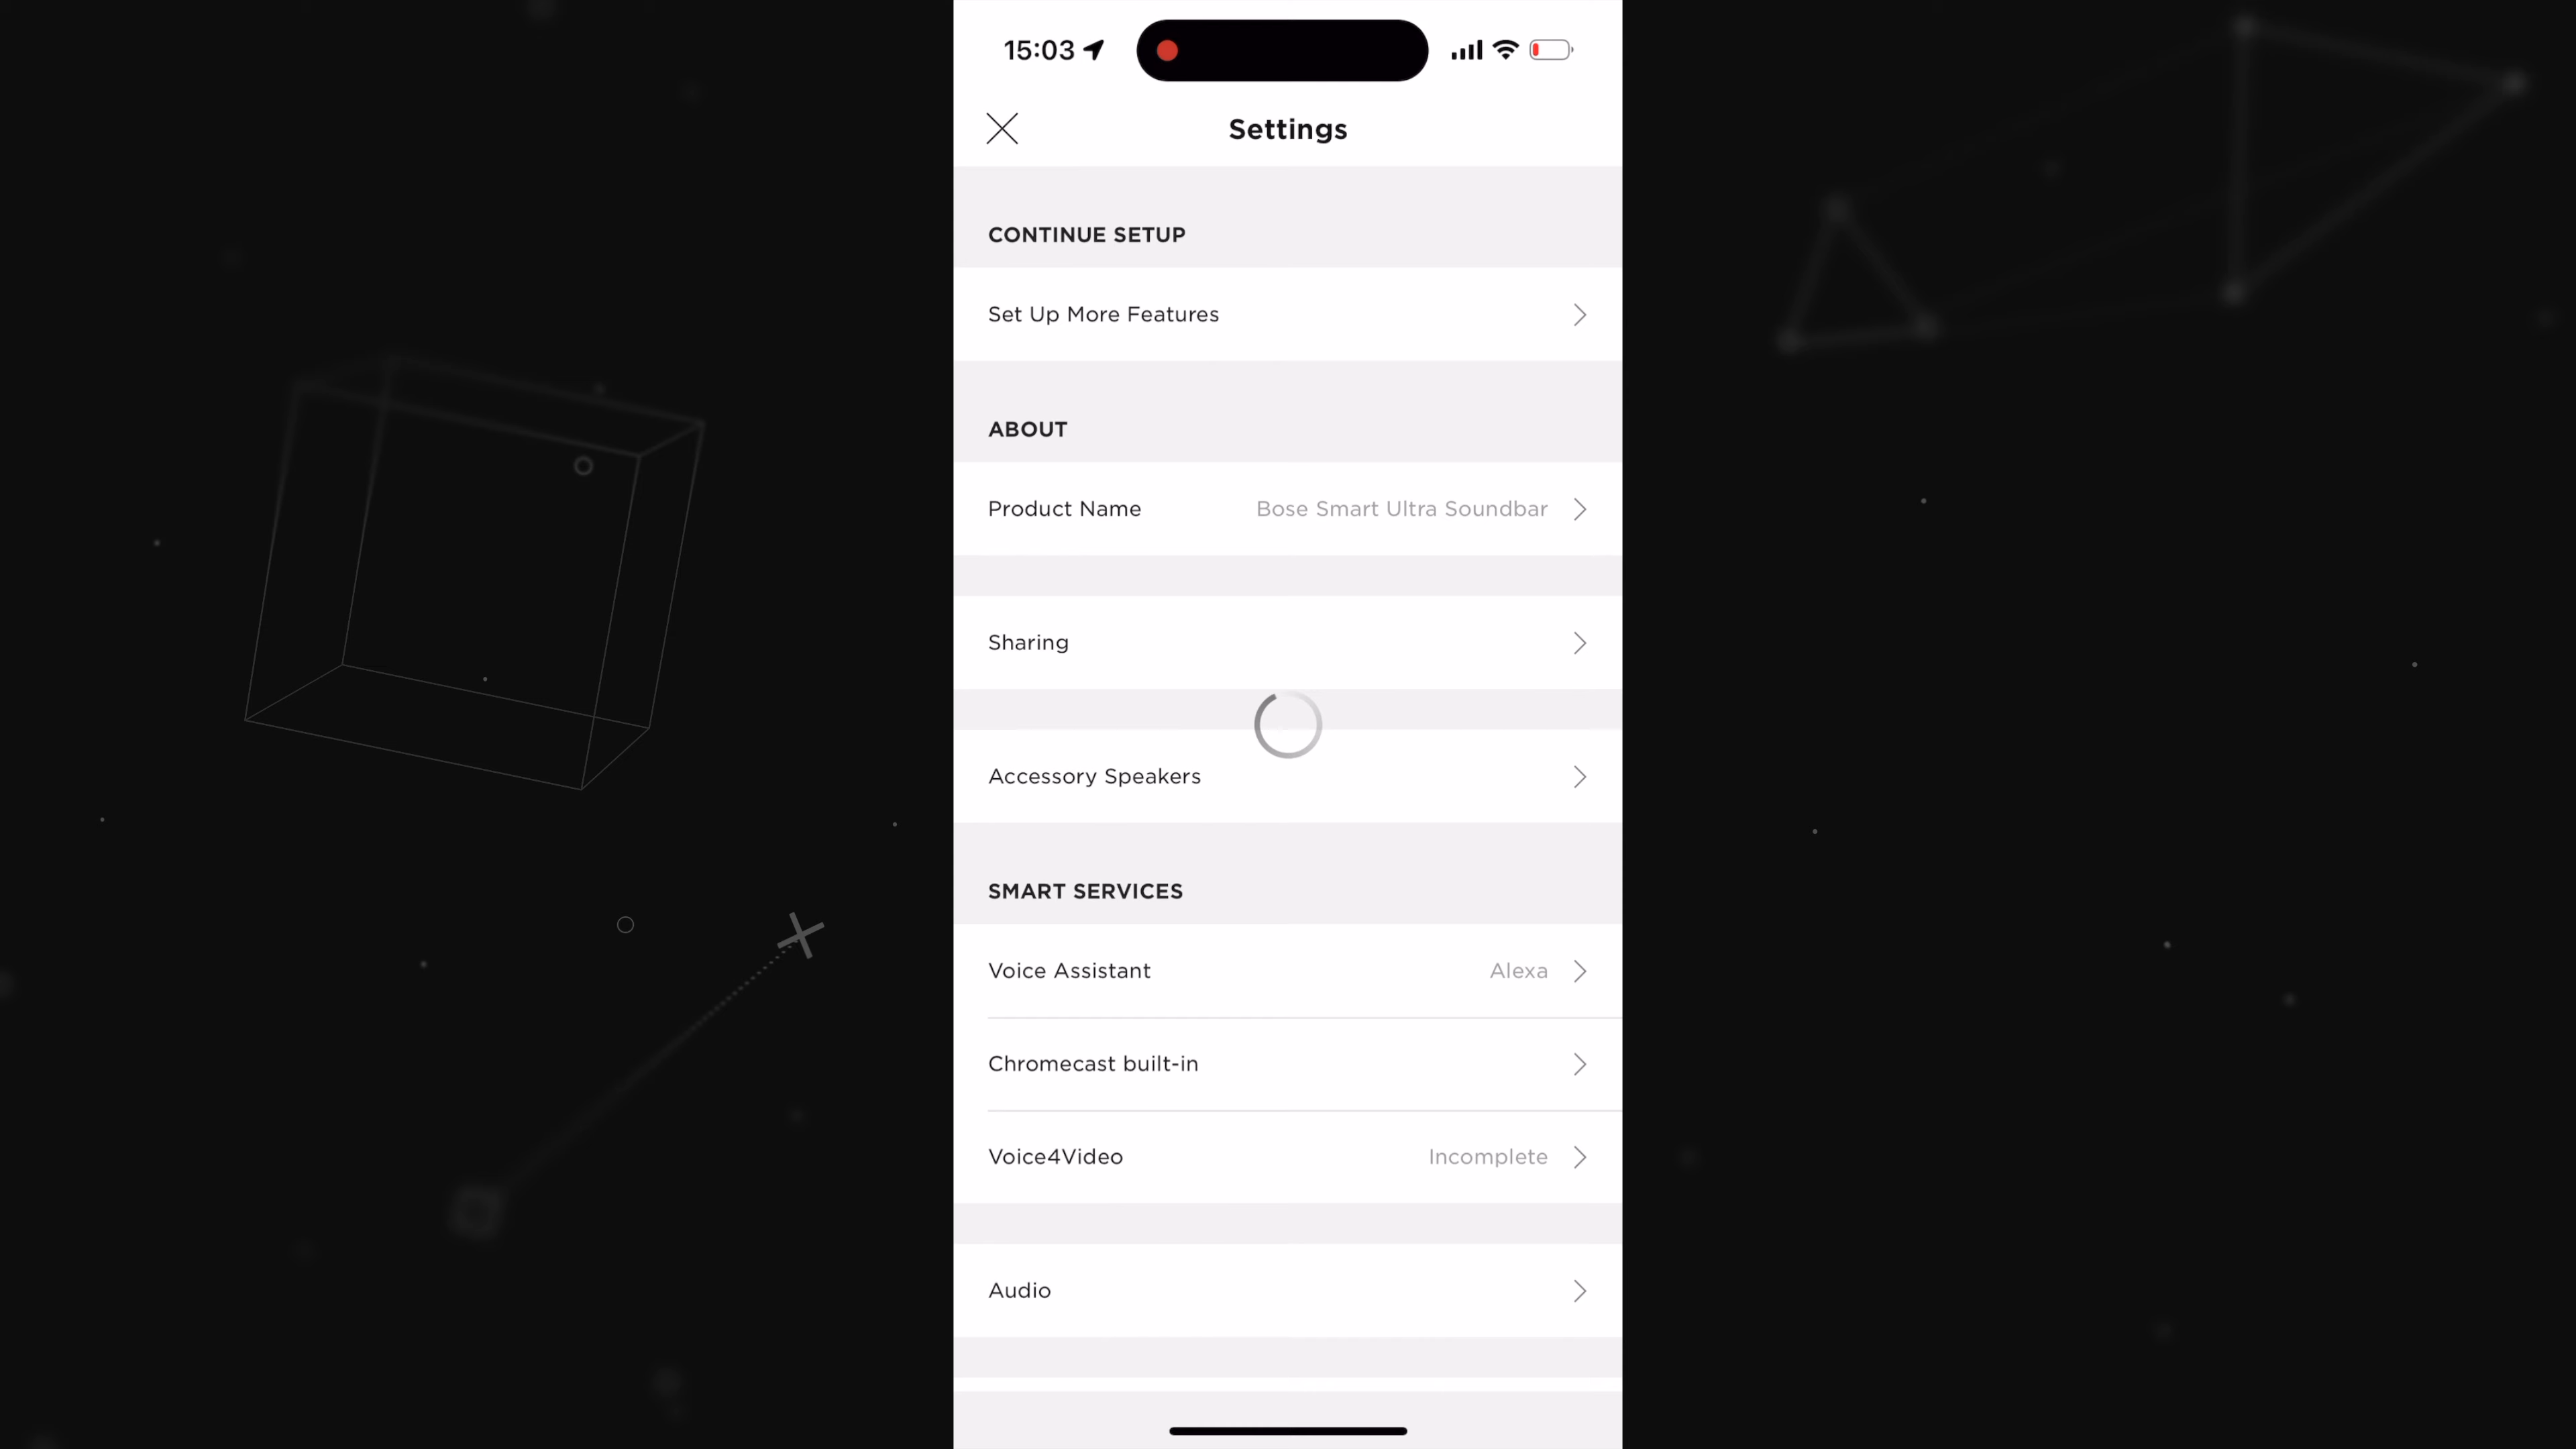 15:03
Settings
CONTINUE SETUP
Set Up More Features
ABOUT
Product Name Bose Smart Ultra Soundbar
Sharing
Accessory Speakers
SMART SERVICES
Voice Assistant Alexa
Chromecast built-in
Voice4Video Incomplete
Audio